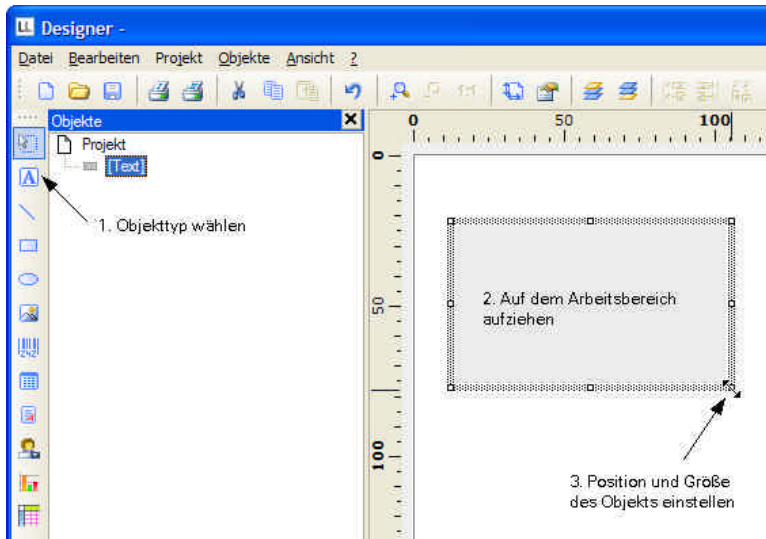 LL Designer -
Datei Bearbeiten Projekt Objekte Ansicht ?
Objekte
Projekt
[Text]
1. Objekttyp wählen
0 50 100
0
50
100
2. Auf dem Arbeitsbereich
aufziehen
3. Position und Größe
des Objekts einstellen